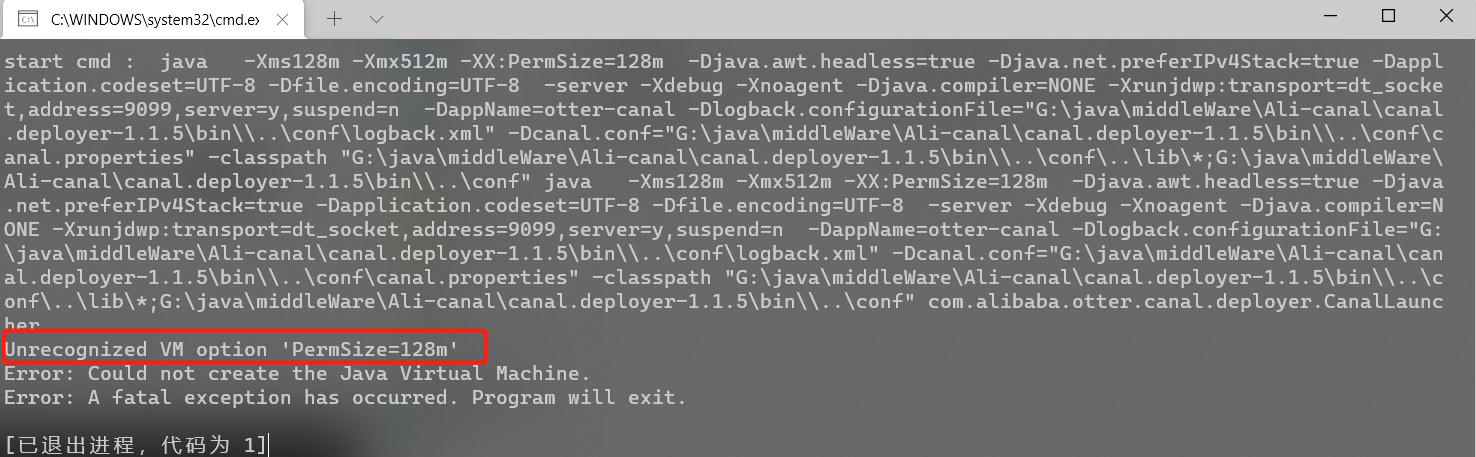 C:\WINDOWS\system32\cmd.ex
start cmd :  java   -Xms128m -Xmx512m -XX:PermSize=128m  -Djava.awt.headless=true -Djava.net.preferIPv4Stack=true -Dappl
ication.codeset=UTF-8 -Dfile.encoding=UTF-8  -server -Xdebug -Xnoagent -Djava.compiler=NONE -Xrunjdwp:transport=dt_socke
t,address=9099,server=y,suspend=n  -DappName=otter-canal -Dlogback.configurationFile="G:\java\middleWare\Ali-canal\canal
.deployer-1.1.5\bin\\..\conf\logback.xml" -Dcanal.conf="G:\java\middleWare\Ali-canal\canal.deployer-1.1.5\bin\\..\conf\c
anal.properties" -classpath "G:\java\middleWare\Ali-canal\canal.deployer-1.1.5\bin\\..\conf\..\lib\*;G:\java\middleWare\
Ali-canal\canal.deployer-1.1.5\bin\\..\conf" java   -Xms128m -Xmx512m -XX:PermSize=128m  -Djava.awt.headless=true -Djava
.net.preferIPv4Stack=true -Dapplication.codeset=UTF-8 -Dfile.encoding=UTF-8  -server -Xdebug -Xnoagent -Djava.compiler=N
ONE -Xrunjdwp:transport=dt_socket,address=9099,server=y,suspend=n  -DappName=otter-canal -Dlogback.configurationFile="G:
\java\middleWare\Ali-canal\canal.deployer-1.1.5\bin\\..\conf\logback.xml" -Dcanal.conf="G:\java\middleWare\Ali-canal\can
al.deployer-1.1.5\bin\\..\conf\canal.properties" -classpath "G:\java\middleWare\Ali-canal\canal.deployer-1.1.5\bin\\..\c
onf\..\lib\*;G:\java\middleWare\Ali-canal\canal.deployer-1.1.5\bin\\..\conf" com.alibaba.otter.canal.deployer.CanalLaunc
her
Unrecognized VM option 'PermSize=128m'
Error: Could not create the Java Virtual Machine.
Error: A fatal exception has occurred. Program will exit.
[已退出进程，代码为 1]